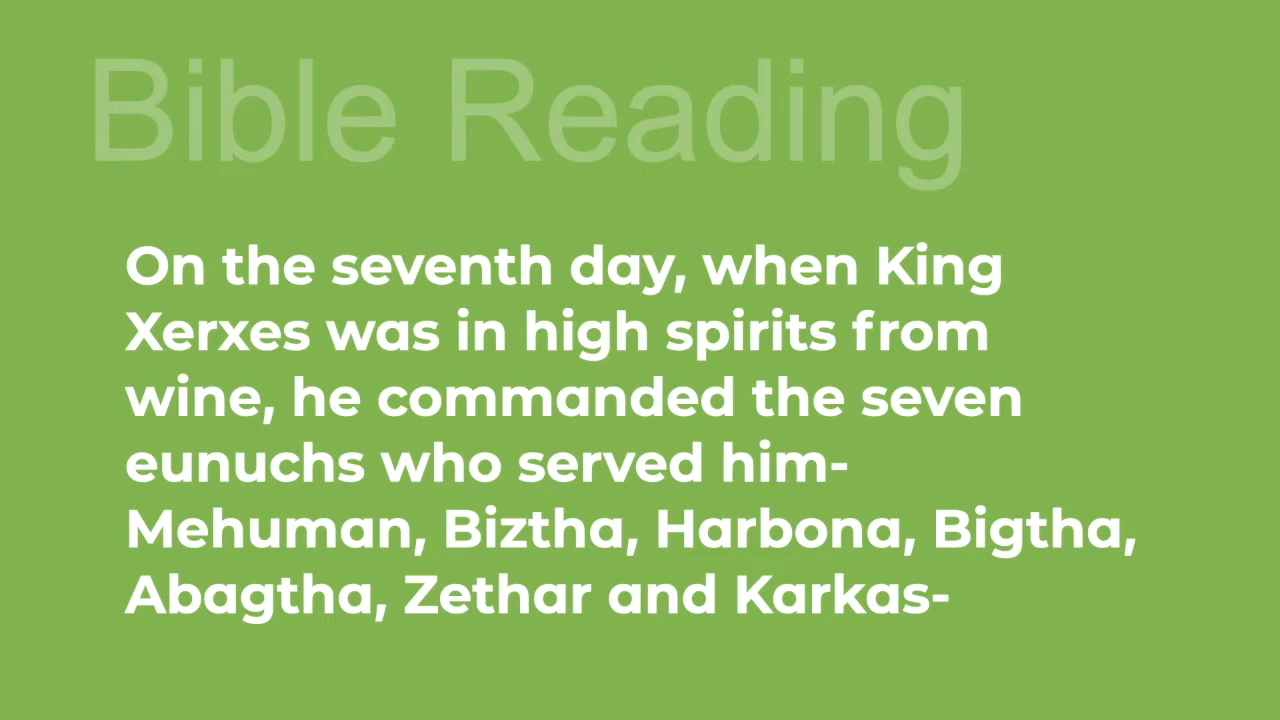 Bible Reading
On the seventh day, when King
Xerxes was in high spirits from
wine, he commanded the seven
eunuchs who served him-
Mehuman, Biztha, Harbona, Bigtha,
Abagtha, Zethar and Karkas-